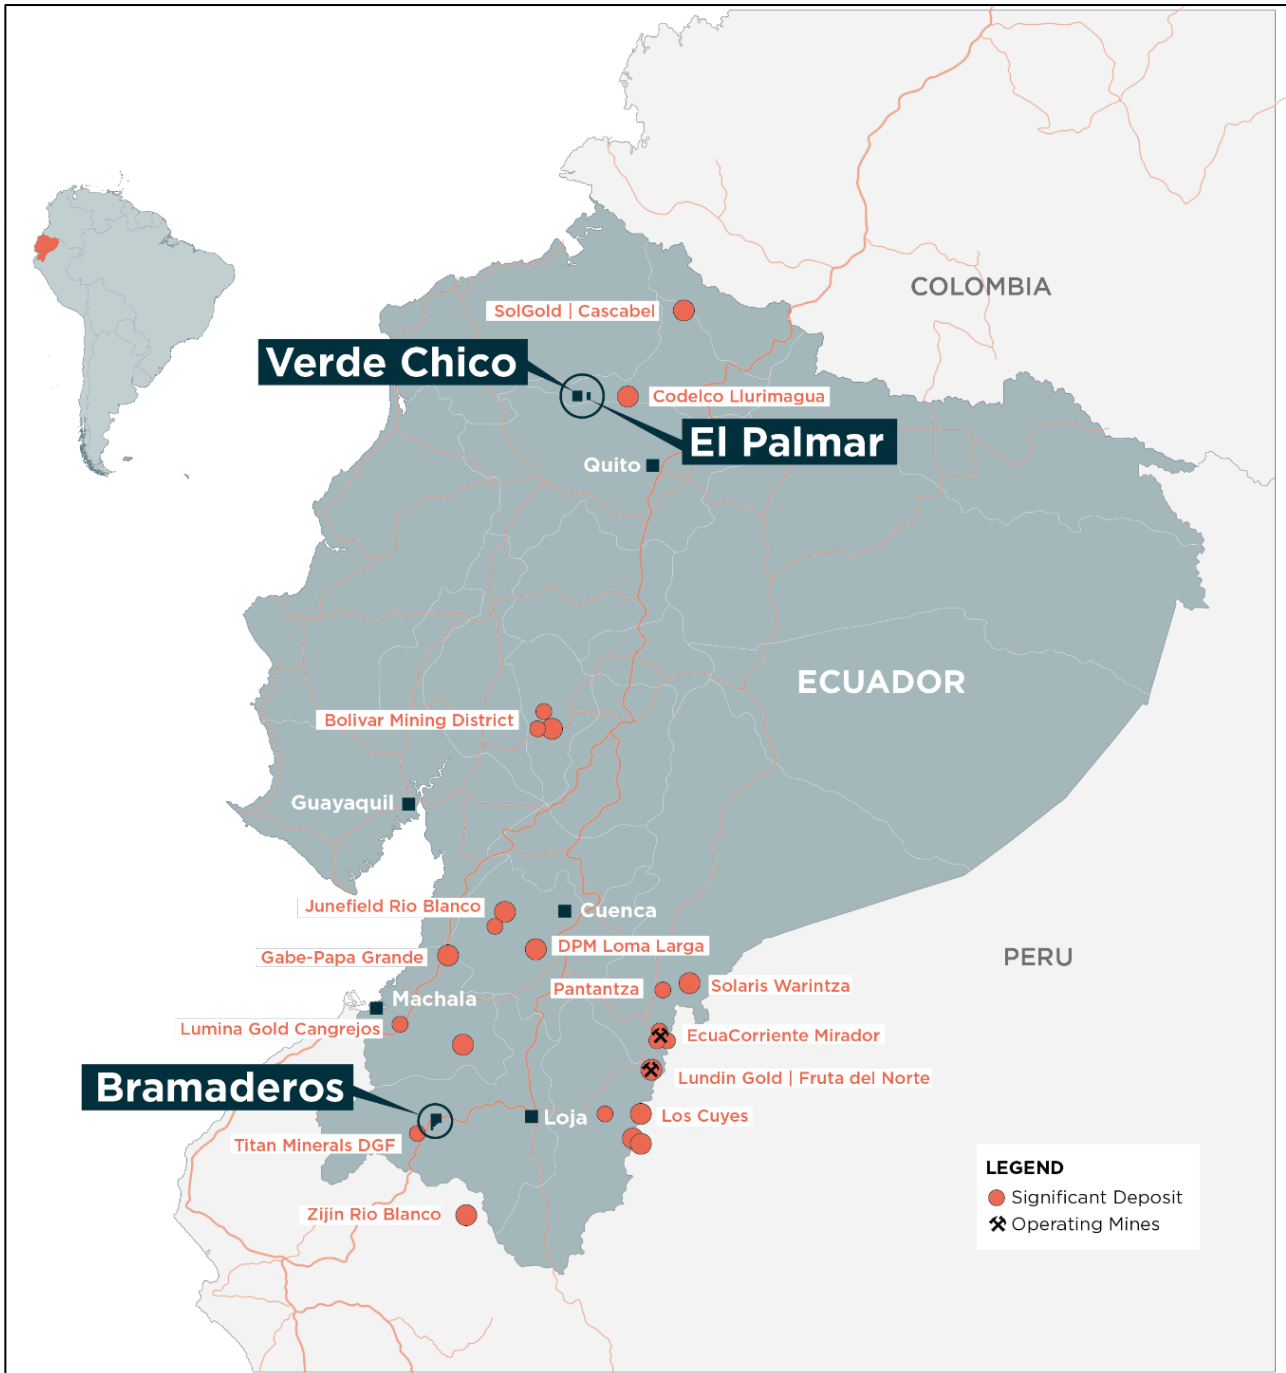 COLOMBIA
SolGold | Cascabel
Verde Chico
Codelco Llurimagua
El Palmar
Quito
ECUADOR
Bolivar Mining District
Guayaquil
Junefield Rio Blanco
Cuenca
DPM Loma Larga
Gabe-Papa Grande
PERU
Pantantza
Solaris Warintza
Machala
Lumina Gold Cangrejos
EcuaCorriente Mirador
Lundin Gold | Fruta del Norte
Bramaderos
Loja
Los Cuyes
Titan Minerals DGF
Zijin Rio Blanco
LEGEND
Significant Deposit
Operating Mines